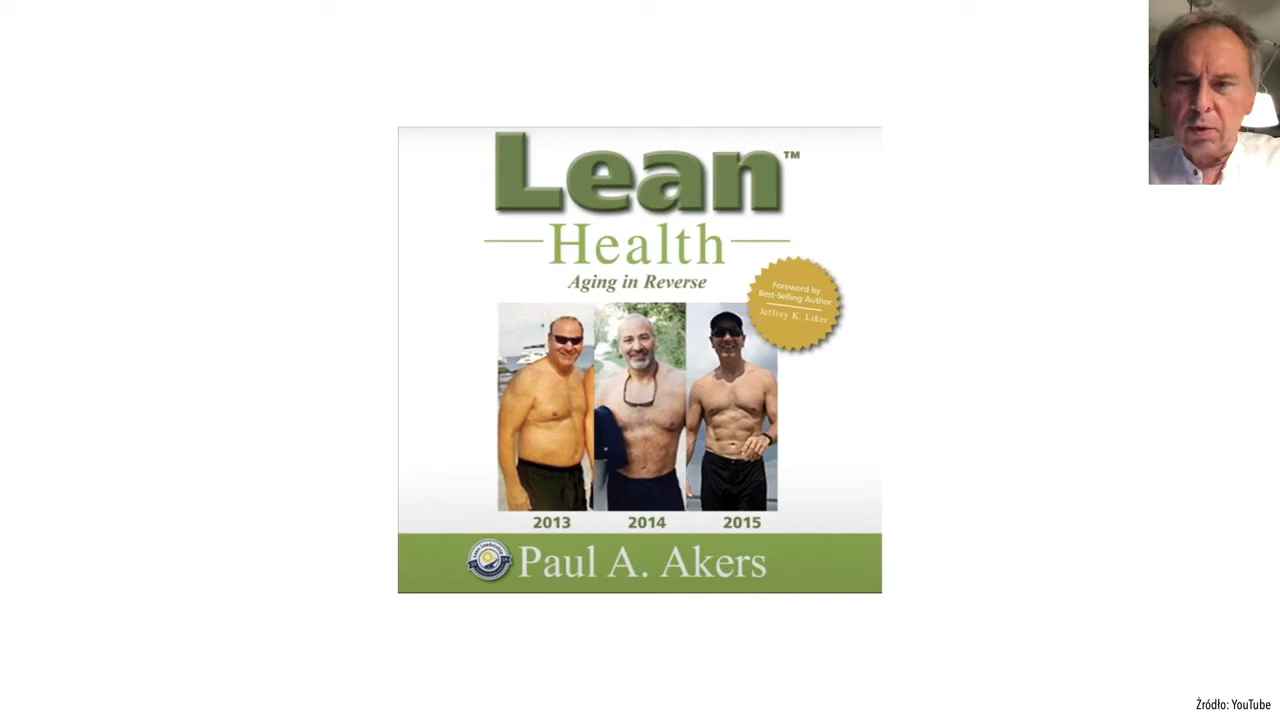 Lean™
Health
Aging in Reverse
Foreword by
Best-Selling Author
Jeffrey K. Liker
2013 2014 2015
Paul A. Akers
Źródło: YouTube